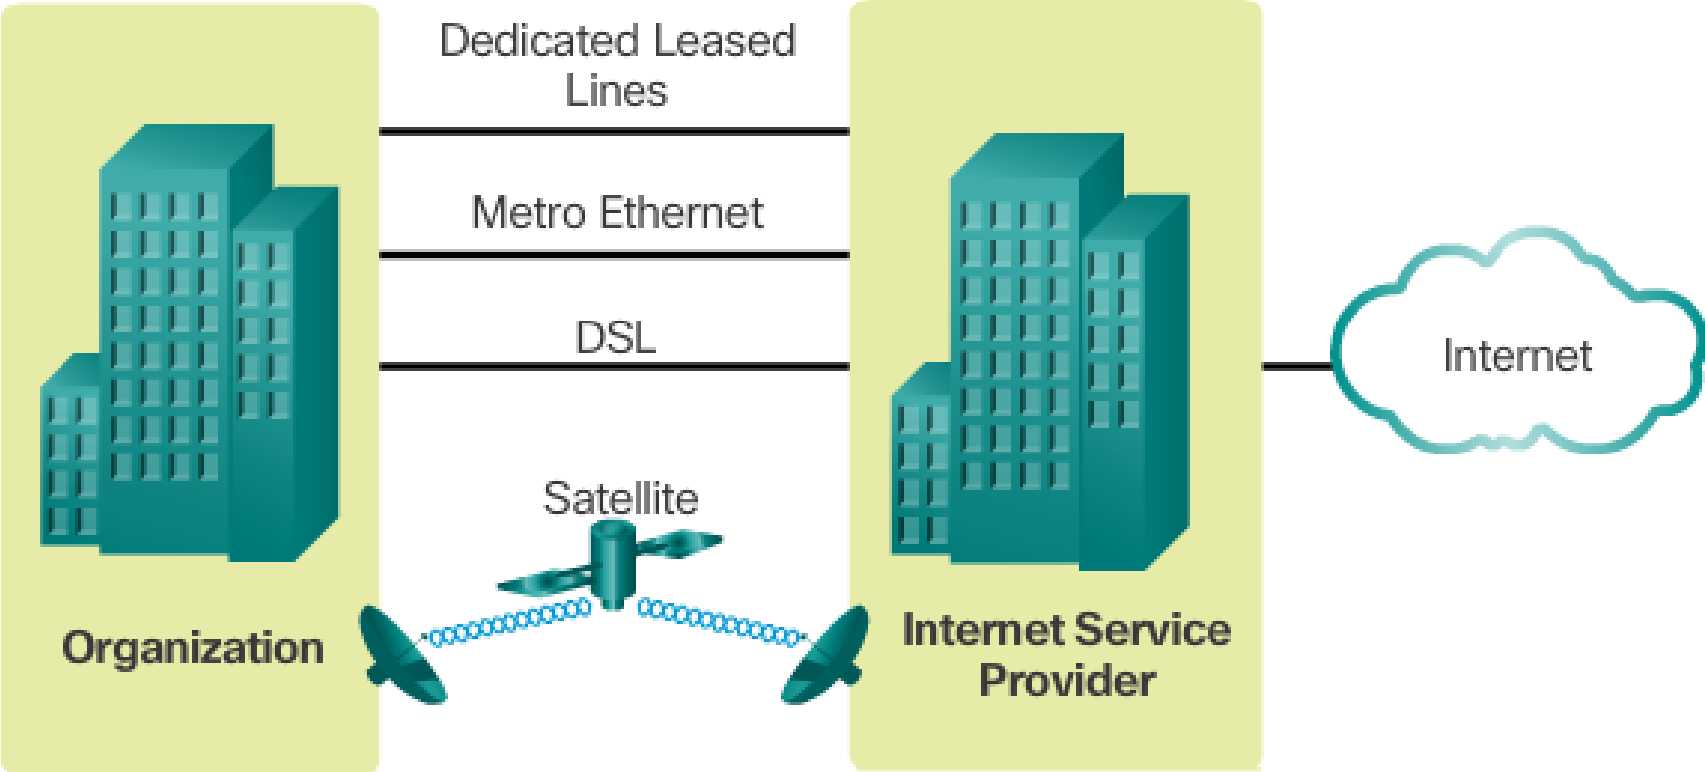 Dedicated Leased
Lines
Metro Ethernet
DSL
Satellite
Organization
Internet Service
Provider
Internet